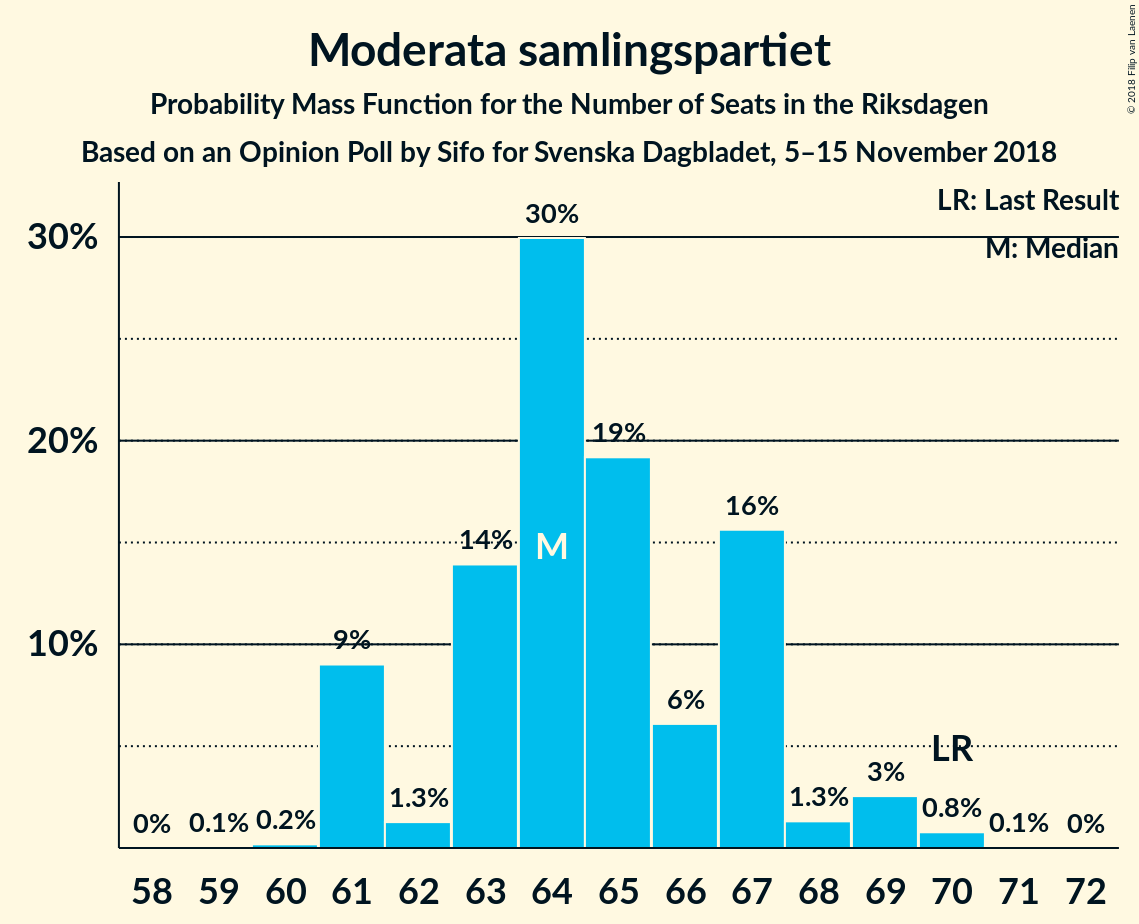 Moderata samlingspartiet
Probability Mass Function for the Number of Seats in the Riksdagen
Based on an Opinion Poll by Sifo for Svenska Dagbladet, 5–15 November 2018
© 2018 Filip van Laenen
LR: Last Result
M: Median
30%
20%
10%
0%
0.1%
0.2%
9%
1.3%
14%
30%
M
19%
6%
16%
1.3%
3%
LR
0.8%
0.1%
0%
58 59 60 61 62 63 64 65 66 67 68 69 70 71 72